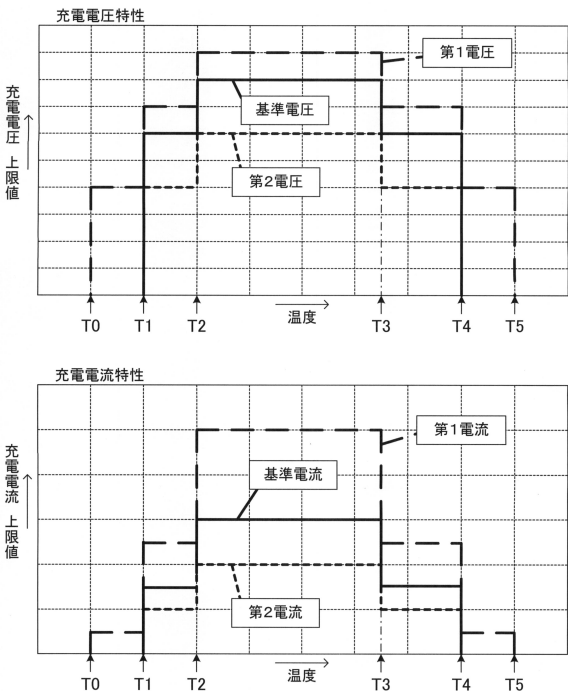 充電電圧特性
第1電圧
基準電圧
第2電圧
充電電圧 上限値
T0 T1 T2 T3 T4 T5
温度
充電電流特性
第1電流
基準電流
第2電流
充電電流 上限値
T0 T1 T2 T3 T4 T5
温度